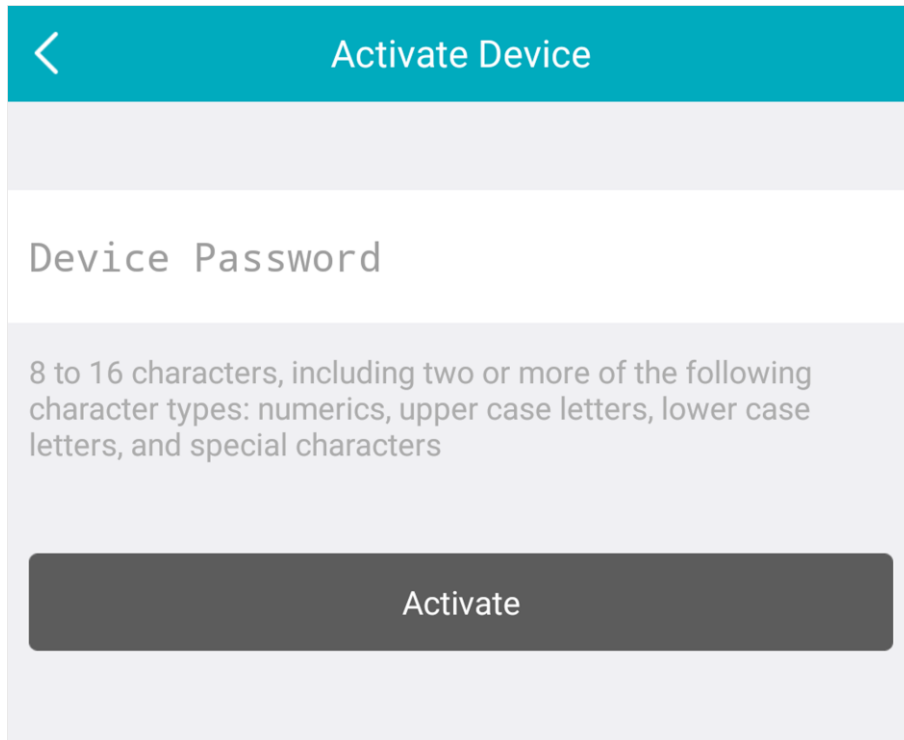 Activate Device
Device Password
8 to 16 characters, including two or more of the following
character types: numerics, upper case letters, lower case
letters, and special characters
Activate